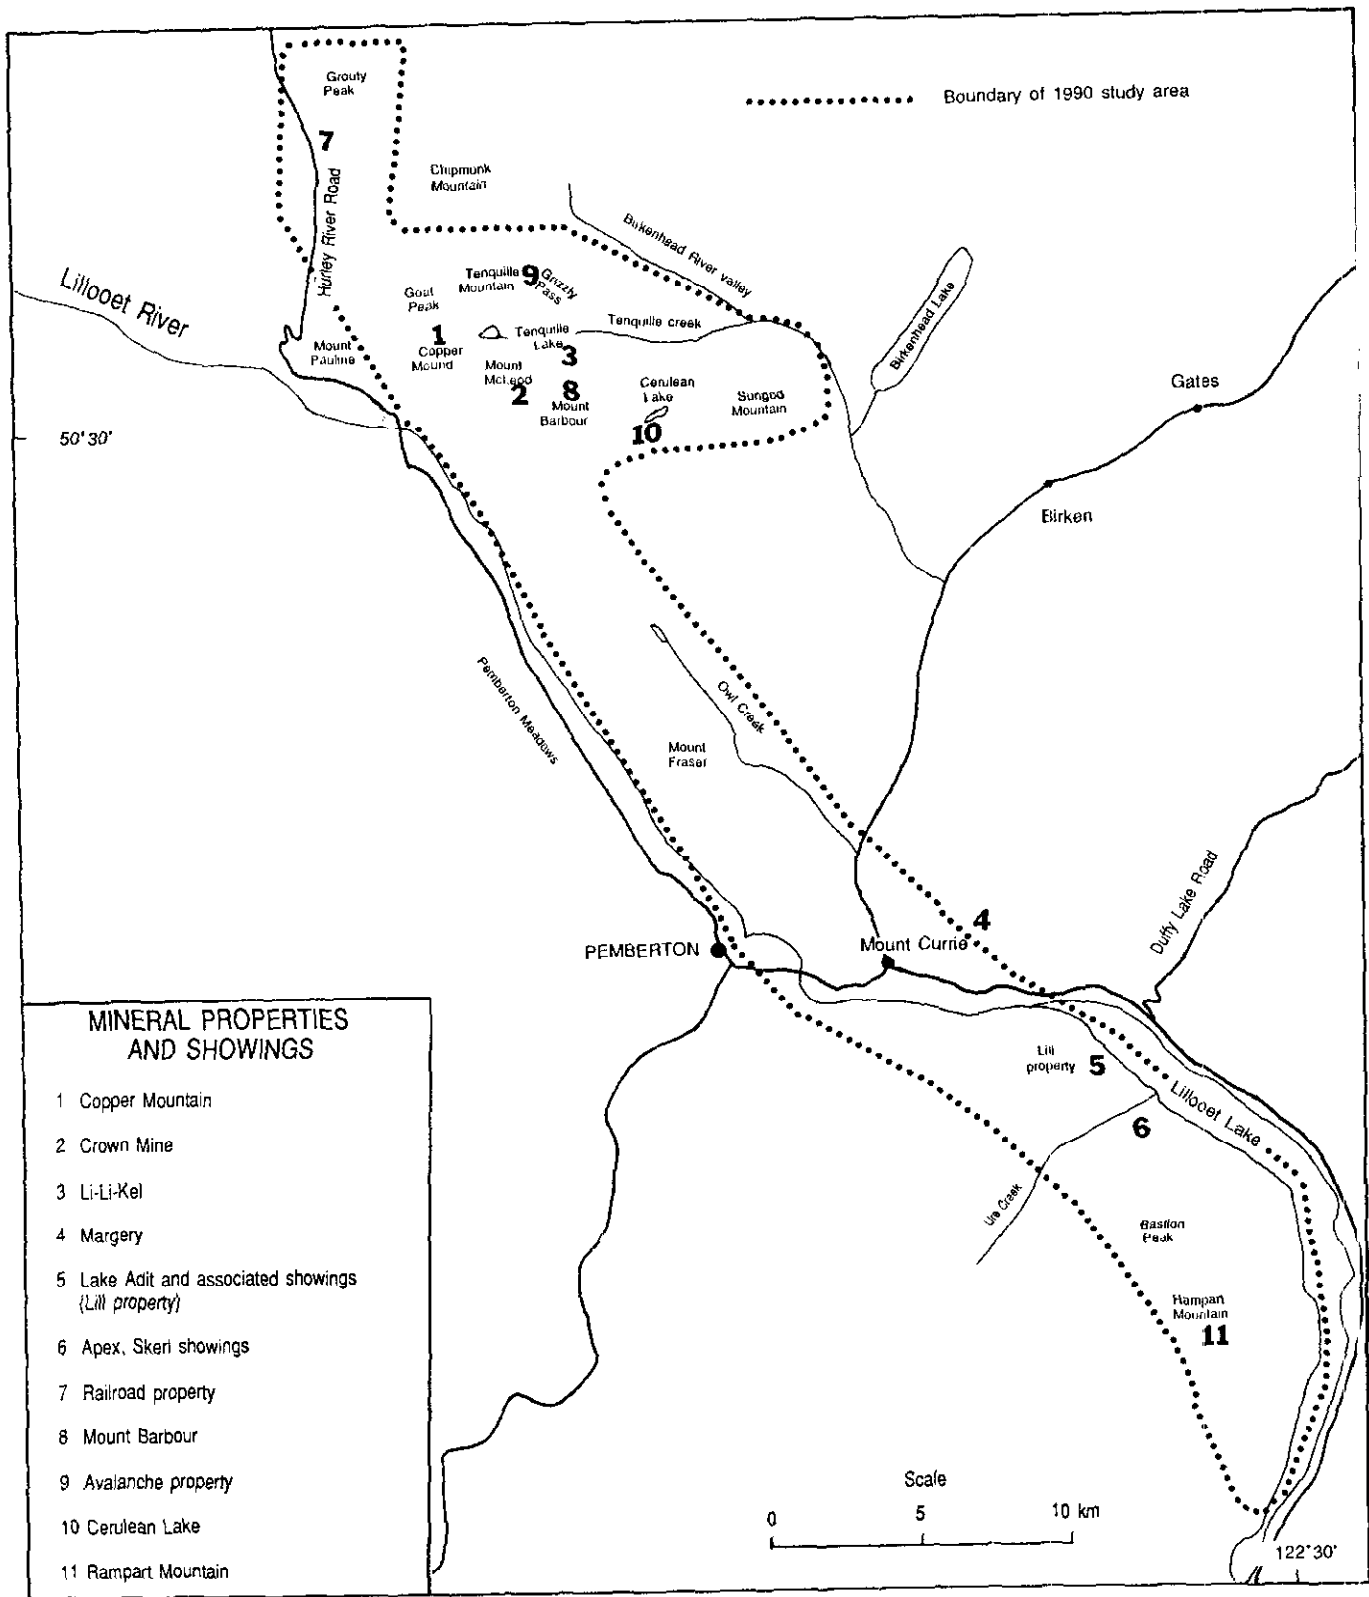 Grouty
Peak
Boundary of 1990 study area
7
Chipmunk
Mountain
Hurley River Road
Birkenhead River valley
Lillooet River
Tenquille
Mountain
9
Grizzly
Pass
Goat
Peak
Birkenhead Lake
1
Tenquille
Lake
Tenquille creek
3
Mount
Pauline
Copper
Mound
Mount
McLeod
2
8
Mount
Barbour
Cerulean
Lake
10
Sungod
Mountain
Gates
50°30'
Birken
Pemberton Meadows
Owl Creek
Mount
Fraser
Duffy Lake Road
4
PEMBERTON
Mount Currie
Lill
property
5
Lillooet Lake
6
Ure Creek
Bastion
Peak
Rampart
Mountain
11
MINERAL PROPERTIES
AND SHOWINGS
1 Copper Mountain
2 Crown Mine
3 Li-Li-Kel
4 Margery
5 Lake Adit and associated showings
(Lill property)
6 Apex, Skeri showings
7 Railroad property
8 Mount Barbour
9 Avalanche property
10 Cerulean Lake
11 Rampart Mountain
Scale
0 5 10 km
122°30'